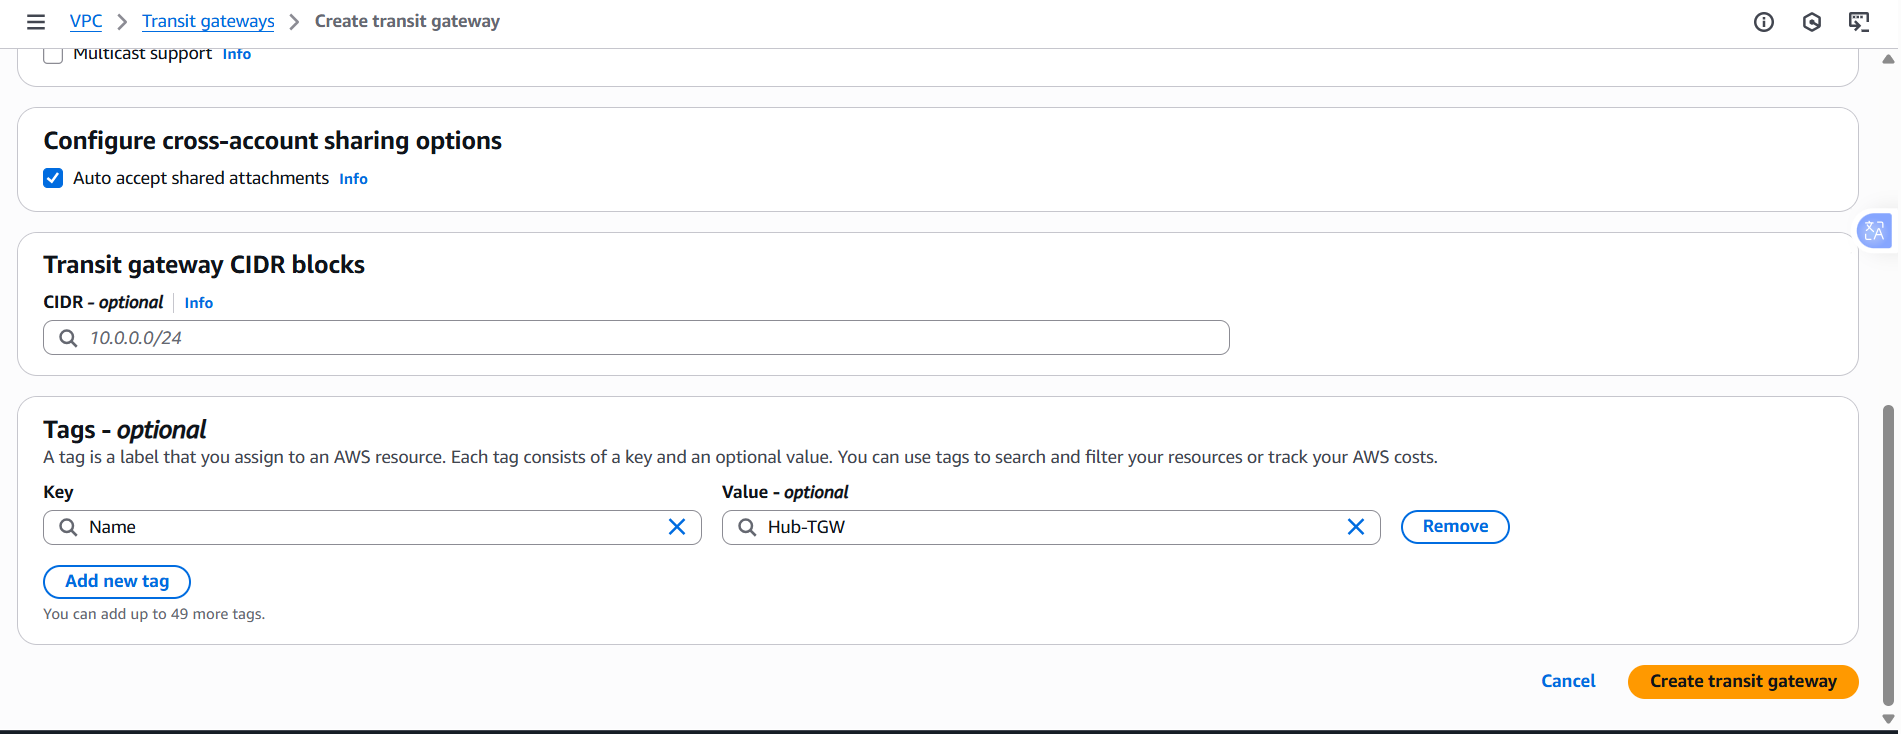 VPC > Transit gateways > Create transit gateway
Multicast support Info
Configure cross-account sharing options
Auto accept shared attachments Info
Transit gateway CIDR blocks
CIDR - optional Info
10.0.0.0/24
Tags - optional
A tag is a label that you assign to an AWS resource. Each tag consists of a key and an optional value. You can use tags to search and filter your resources or track your AWS costs.
Key Value - optional
Name Hub-TGW Remove
Add new tag
You can add up to 49 more tags.
Cancel Create transit gateway